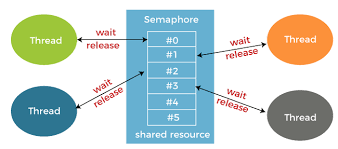 Semaphore
Thread
wait
release
#0
#1
#2
#3
#4
#5
shared resource
wait
release
Thread
Thread
wait
release
wait
release
Thread